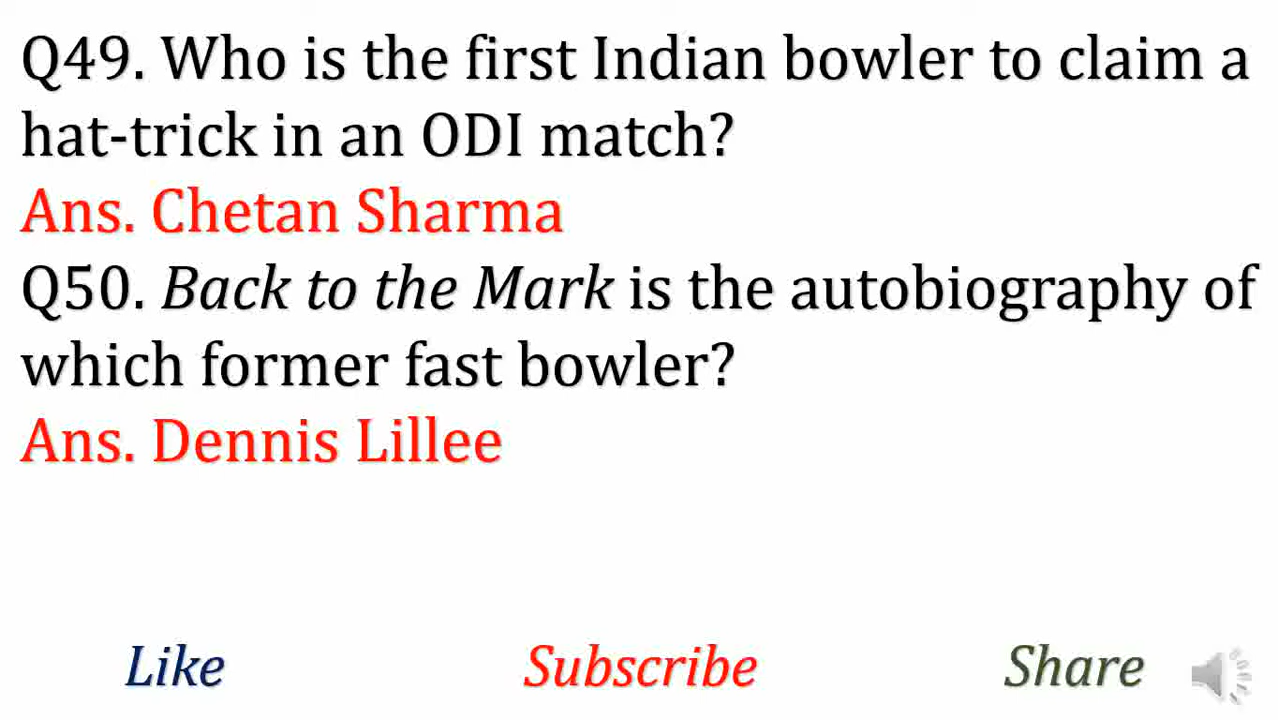 Q49. Who is the first Indian bowler to claim a
hat-trick in an ODI match?
Ans. Chetan Sharma
Q50. Back to the Mark is the autobiography of
which former fast bowler?
Ans. Dennis Lillee
Like Subscribe Share